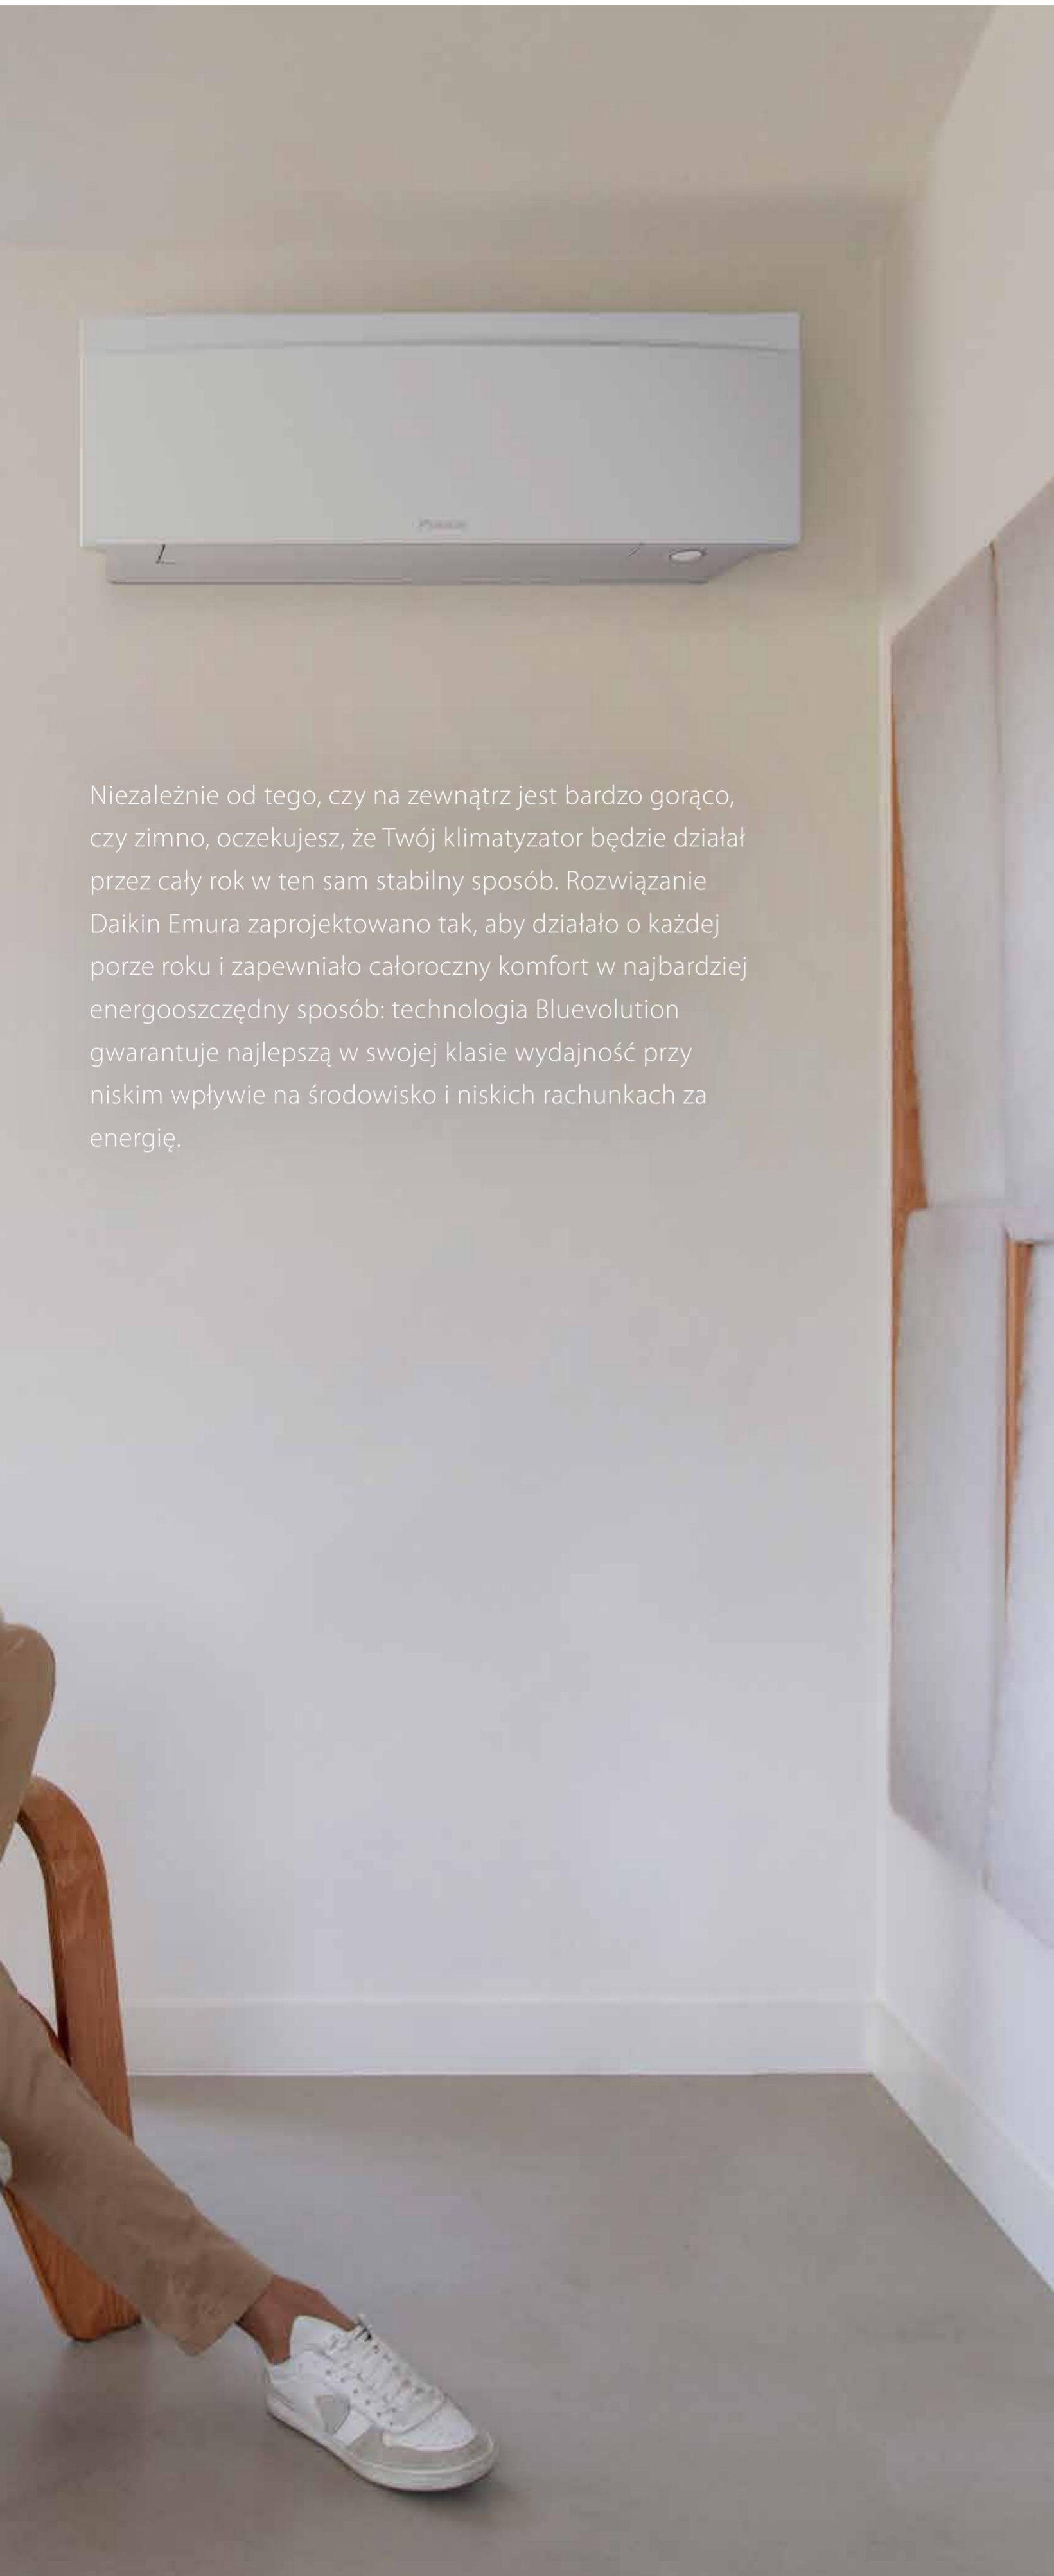 Niezależnie od tego, czy na zewnątrz jest bardzo gorąco,
czy zimno, oczekujesz, że Twój klimatyzator będzie działał
przez cały rok w ten sam stabilny sposób. Rozwiązanie
Daikin Emura zaprojektowano tak, aby działało o każdej
porze roku i zapewniało całoroczny komfort w najbardziej
energooszczędny sposób: technologia Bluevolution
gwarantuje najlepszą w swojej klasie wydajność przy
niskim wpływie na środowisko i niskich rachunkach za
energię.